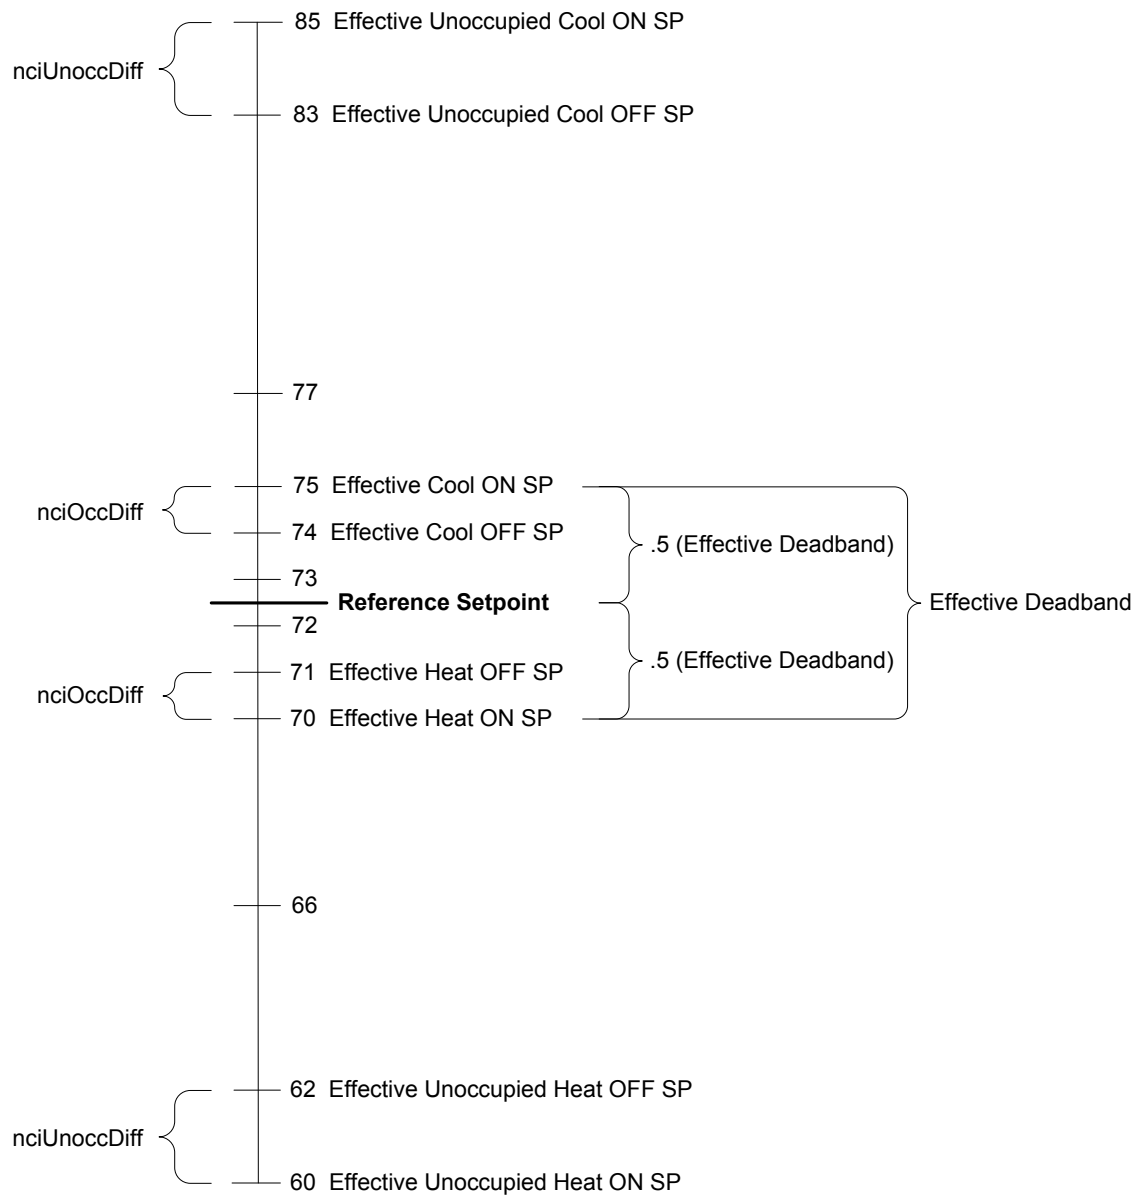 85 Effective Unoccupied Cool ON SP
nciUnoccDiff
83 Effective Unoccupied Cool OFF SP
77
75 Effective Cool ON SP
nciOccDiff
74 Effective Cool OFF SP
.5 (Effective Deadband)
73
Reference Setpoint
Effective Deadband
72
71 Effective Heat OFF SP
.5 (Effective Deadband)
nciOccDiff
70 Effective Heat ON SP
66
62 Effective Unoccupied Heat OFF SP
nciUnoccDiff
60 Effective Unoccupied Heat ON SP